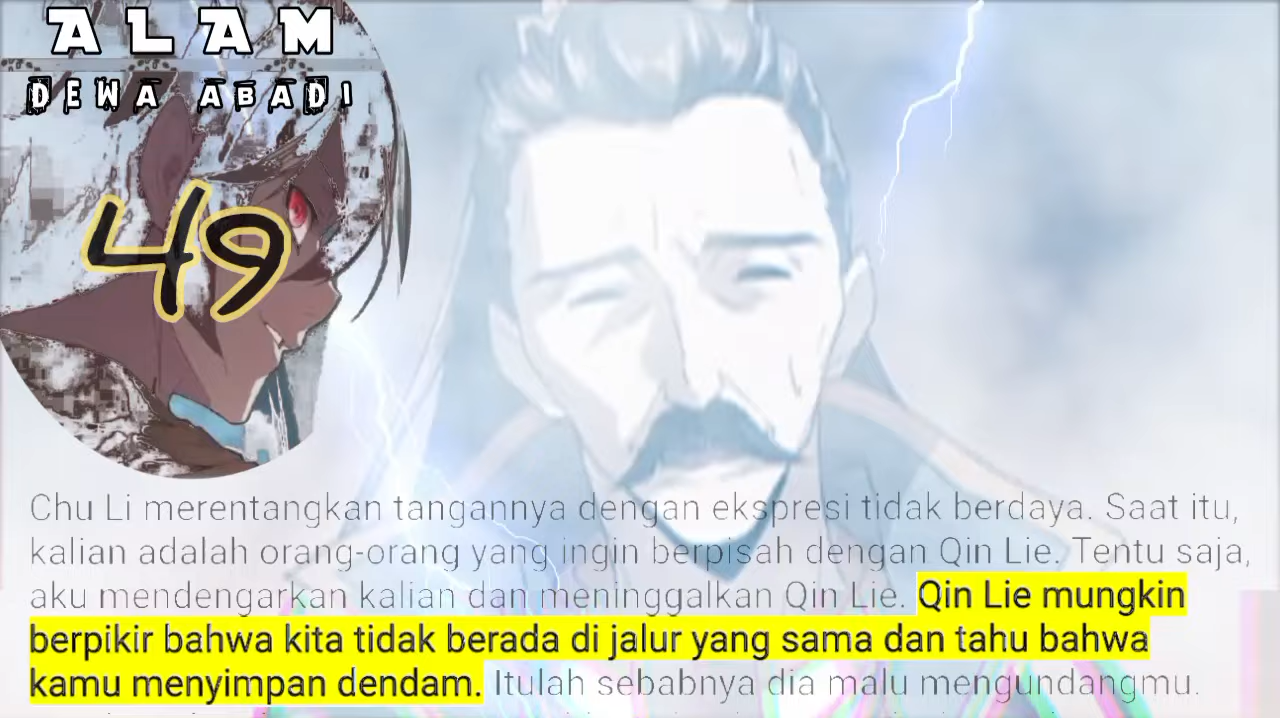 ALAM
DEWA ABADI
49
Chu Li merentangkan tangannya dengan ekspresi tidak berdaya. Saat itu,
kalian adalah orang-orang yang ingin berpisah dengan Qin Lie. Tentu saja,
aku mendengarkan kalian dan meninggalkan Qin Lie. Qin Lie mungkin
berpikir bahwa kita tidak berada di jalur yang sama dan tahu bahwa
kamu menyimpan dendam. Itulah sebabnya dia malu mengundangmu.